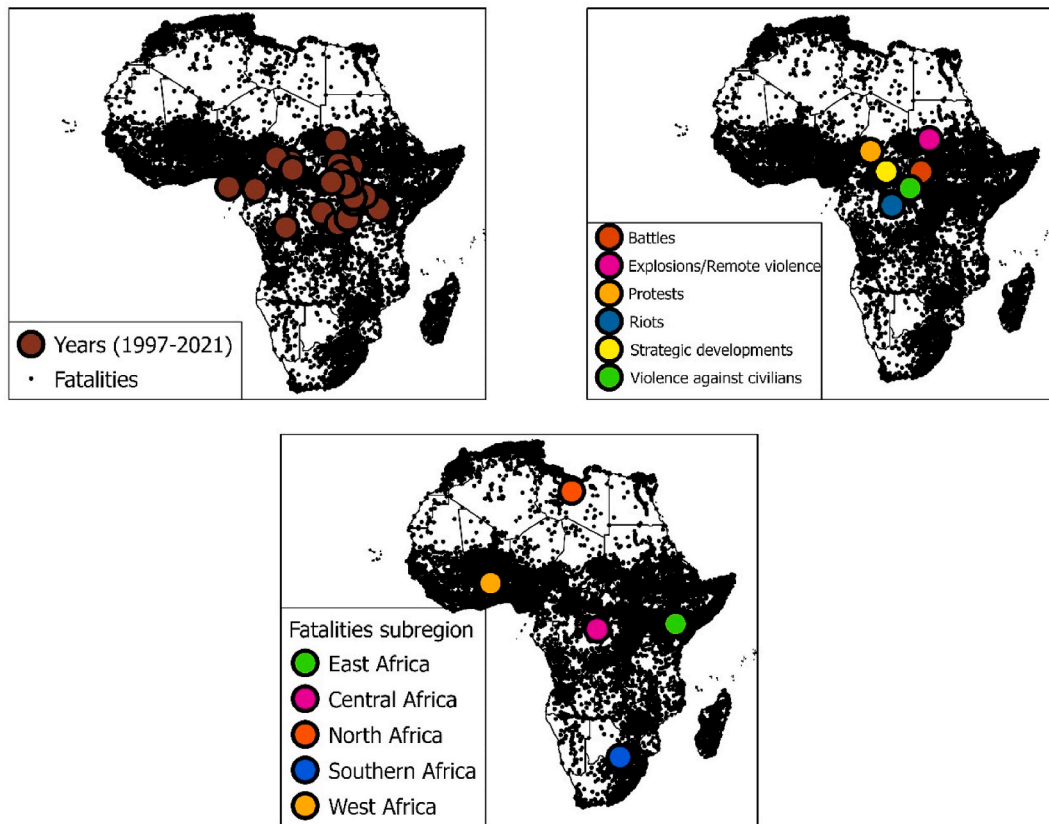 Years (1997-2021)
Fatalities
Battles
Explosions/Remote violence
Protests
Riots
Strategic developments
Violence against civilians
Fatalities subregion
East Africa
Central Africa
North Africa
Southern Africa
West Africa